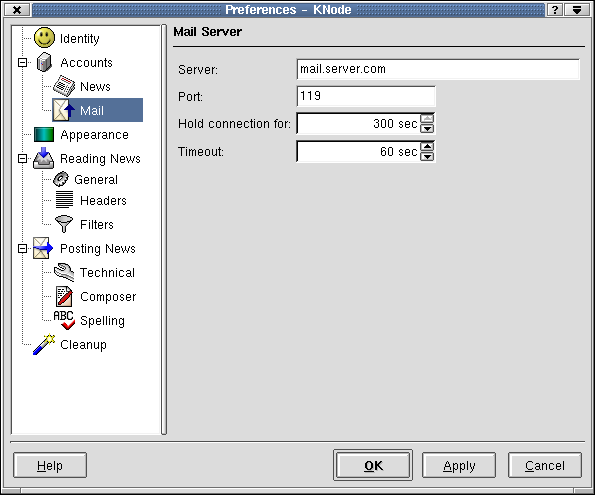 Preferences - KNode
?
Identity
Accounts
News
Mail
Appearance
Reading News
General
Headers
Filters
Posting News
Technical
Composer
ABC
Spelling
Cleanup
Mail Server
Server: mail.server.com
Port: 119
Hold connection for: 300 sec
Timeout: 60 sec
Help OK Apply Cancel